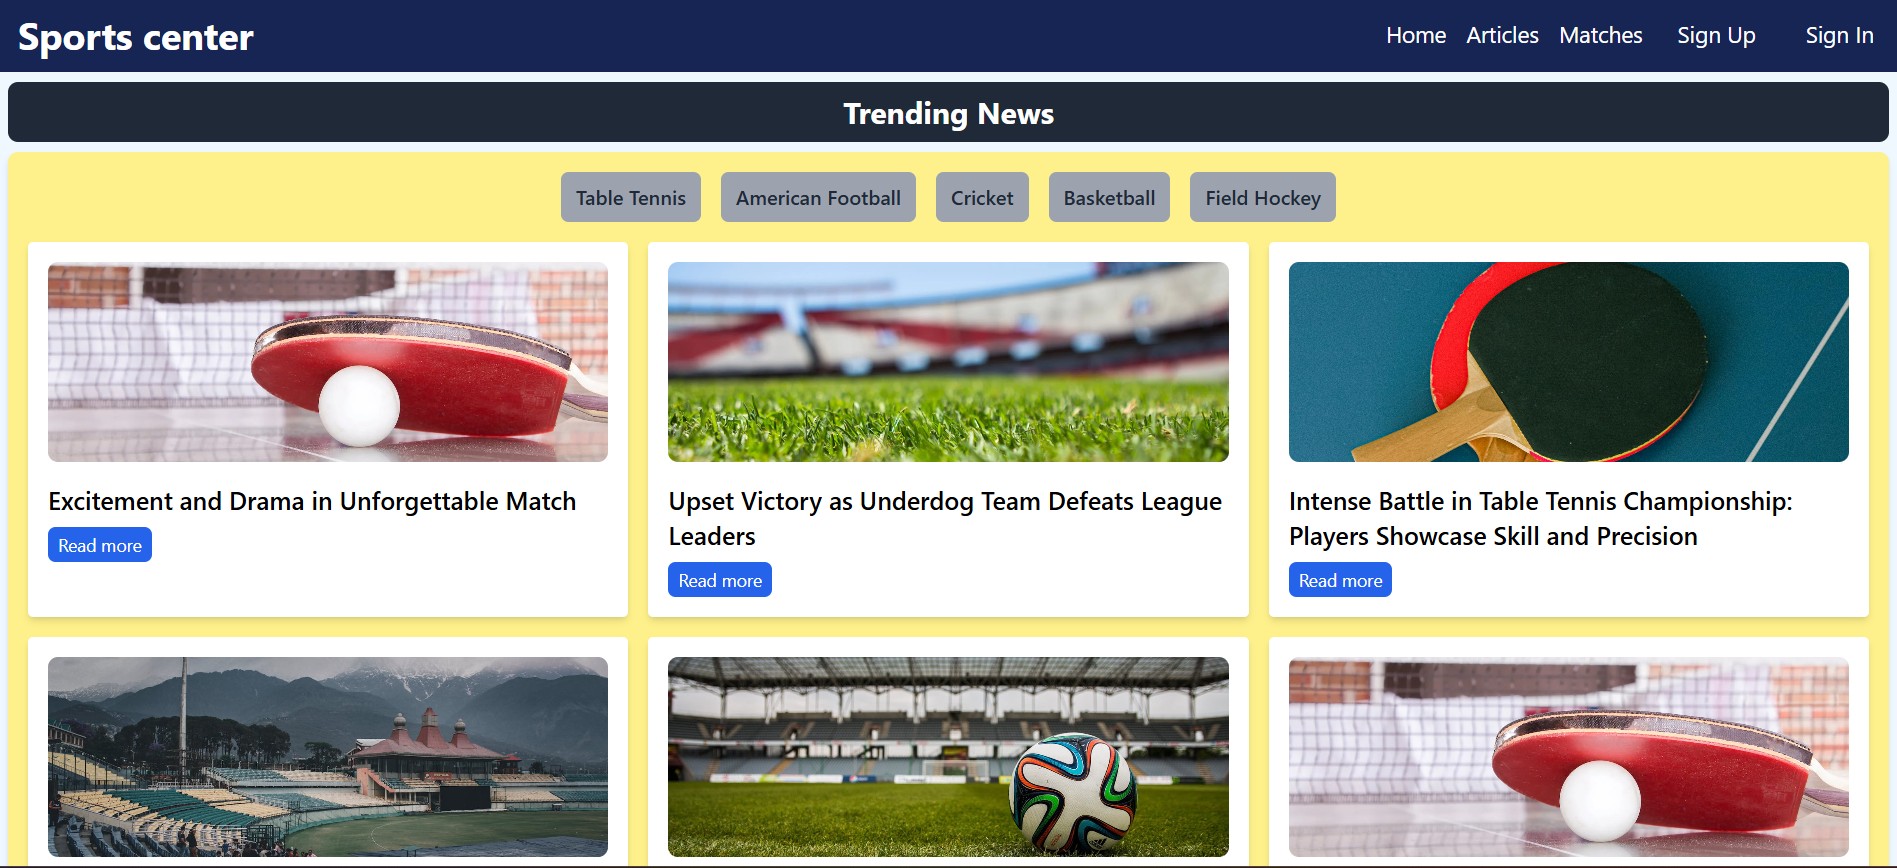 Sports center
Home Articles Matches Sign Up Sign In
Trending News
Table Tennis American Football Cricket Basketball Field Hockey
Excitement and Drama in Unforgettable Match
Read more
Upset Victory as Underdog Team Defeats League
Leaders
Read more
Intense Battle in Table Tennis Championship:
Players Showcase Skill and Precision
Read more